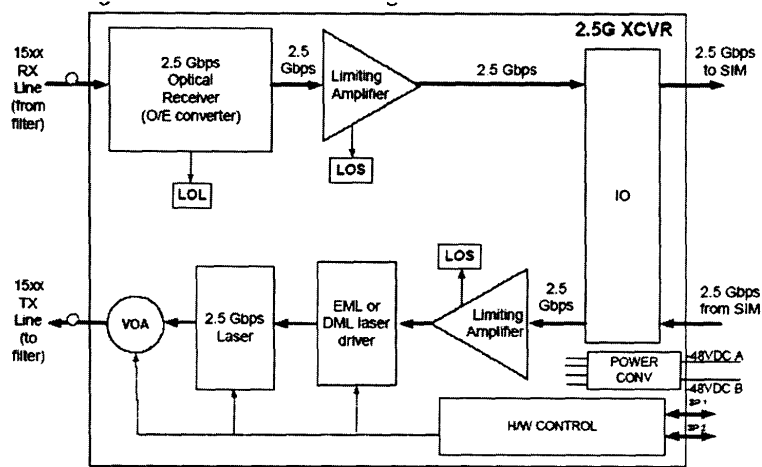 2.5G XCVR
15xx
RX
Line
(from
filter)
2.5 Gbps
Optical
Receiver
(O/E converter)
2.5
Gbps
Limiting
Amplifier
2.5 Gbps
2.5 Gbps
to SIM
LOL
LOS
IO
15xx
TX
Line
(to
filter)
VOA
2.5 Gbps
Laser
EML or
DML laser
driver
LOS
Limiting
Amplifier
2.5
Gbps
2.5 Gbps
from SIM
POWER
CONV
-48VDC A
-48VDC B
H/W CONTROL